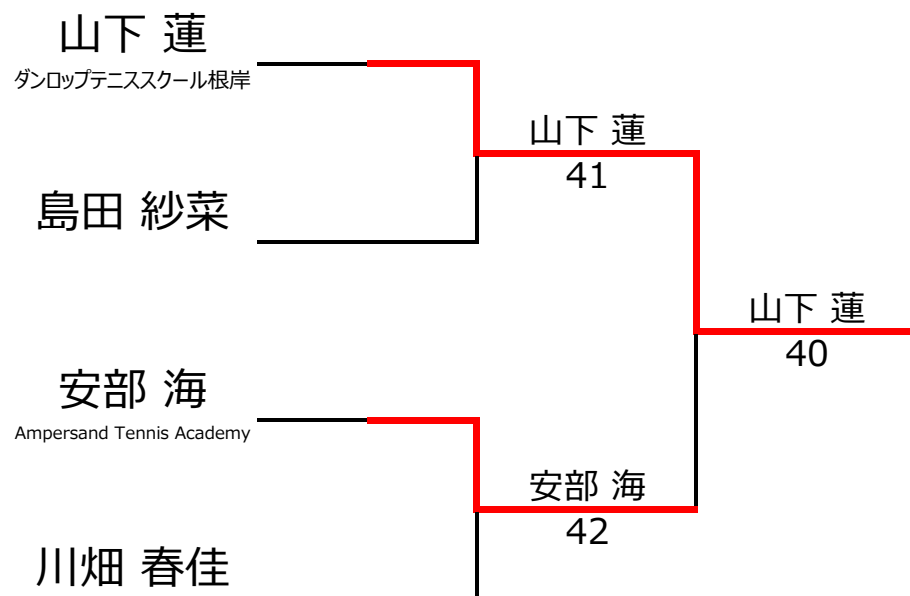 山下 蓮
ダンロップテニススクール根岸
山下 蓮
41
島田 紗菜
山下 蓮
40
安部 海
Ampersand Tennis Academy
安部 海
42
川畑 春佳